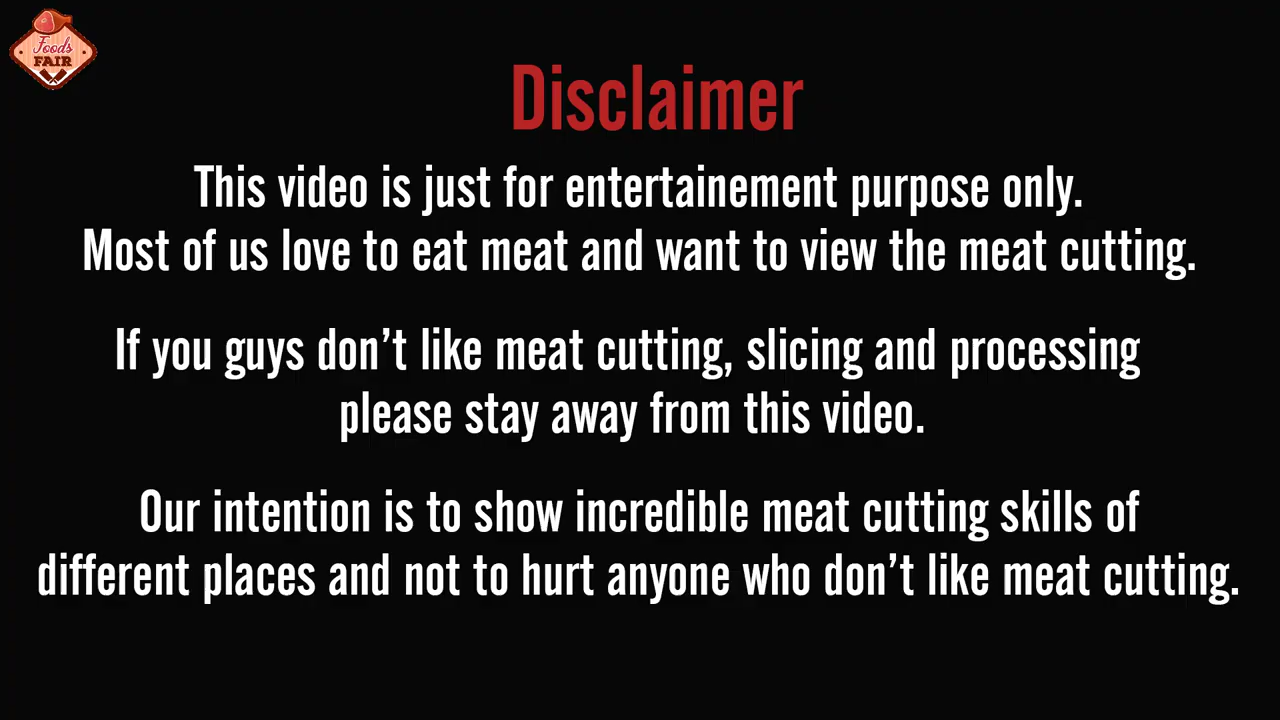 Foods
FAIR
Disclaimer
This video is just for entertainement purpose only.
Most of us love to eat meat and want to view the meat cutting.
If you guys don’t like meat cutting, slicing and processing
please stay away from this video.
Our intention is to show incredible meat cutting skills of
different places and not to hurt anyone who don’t like meat cutting.